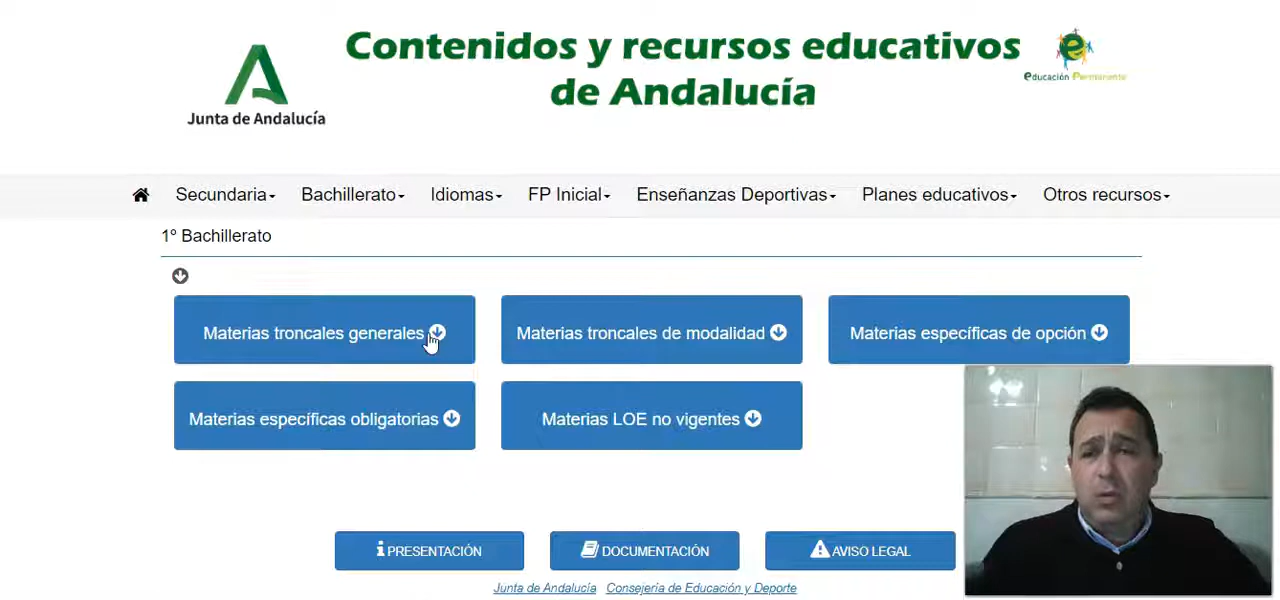 Contenidos y recursos educativos
de Andalucía
Junta de Andalucía
Educación Permanente
Secundaria Bachillerato Idiomas FP Inicial Enseñanzas Deportivas Planes educativos Otros recursos
1º Bachillerato
Materias troncales generales
Materias troncales de modalidad
Materias específicas de opción
Materias específicas obligatorias
Materias LOE no vigentes
PRESENTACIÓN
DOCUMENTACIÓN
AVISO LEGAL
Junta de Andalucía Consejería de Educación y Deporte